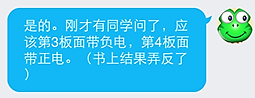 是的。刚才有同学问了，应
该第3板面带负电，第4板面
带正电。（书上结果弄反了
）